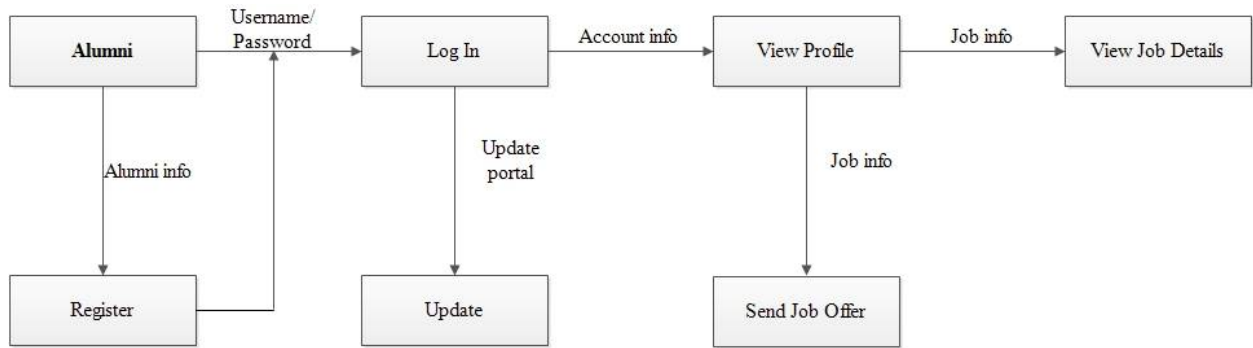 Username/
Password
Alumni
Log In
Account info
View Profile
Job info
View Job Details
Alumni info
Update
portal
Job info
Register
Update
Send Job Offer